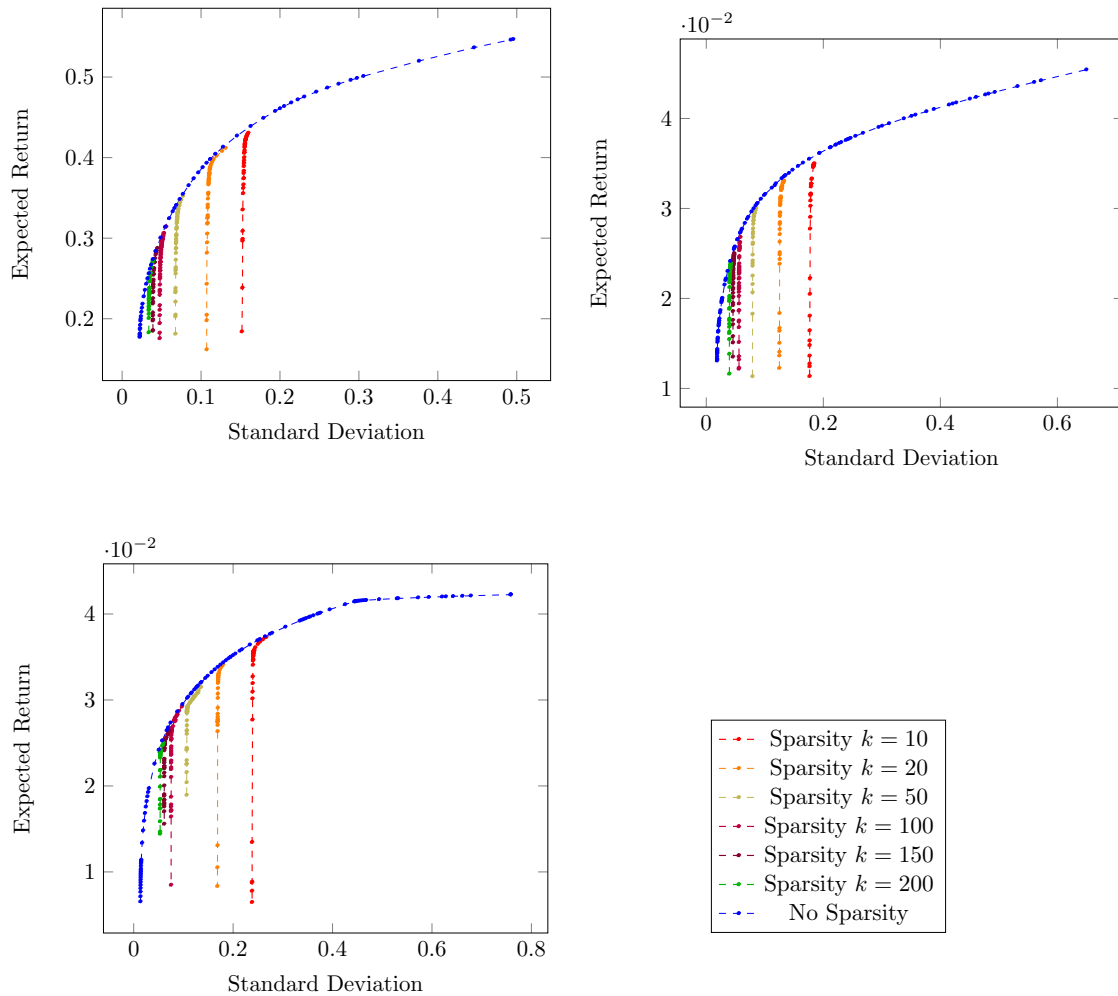 0.5
0.4
0.3
0.2
Expected Return
0
0.1
0.2
0.3
0.4
0.5
Standard Deviation
·10⁻²
4
3
2
1
Expected Return
0
0.2
0.4
0.6
Standard Deviation
·10⁻²
4
3
2
1
Expected Return
0
0.2
0.4
0.6
0.8
Standard Deviation
Sparsity k = 10
Sparsity k = 20
Sparsity k = 50
Sparsity k = 100
Sparsity k = 150
Sparsity k = 200
No Sparsity